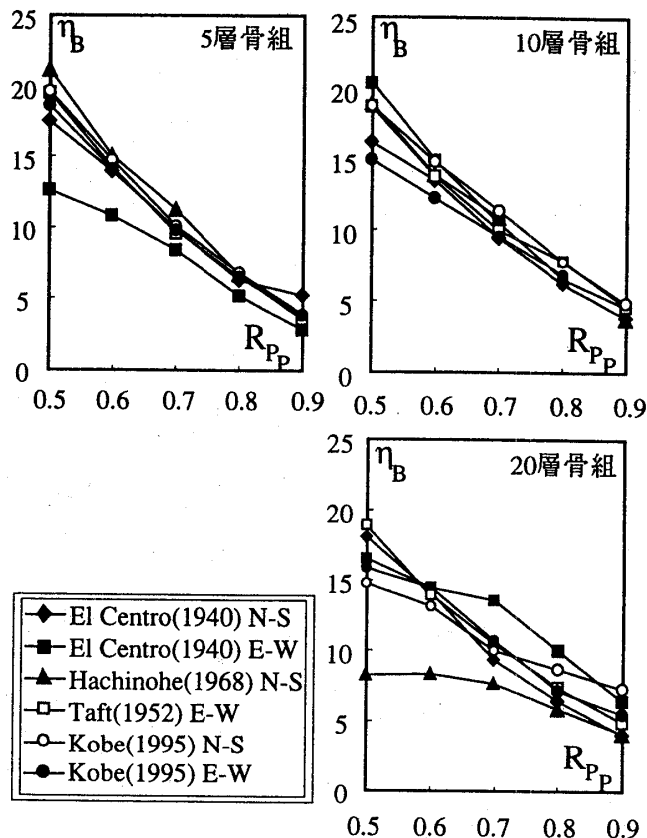 25
20
15
10
5
0
η_B
5層骨組
R_Pp
0.5 0.6 0.7 0.8 0.9
25
20
15
10
5
0
η_B
10層骨組
R_Pp
0.5 0.6 0.7 0.8 0.9
25
20
15
10
5
0
η_B
20層骨組
R_Pp
0.5 0.6 0.7 0.8 0.9
El Centro(1940) N-S
El Centro(1940) E-W
Hachinohe(1968) N-S
Taft(1952) E-W
Kobe(1995) N-S
Kobe(1995) E-W